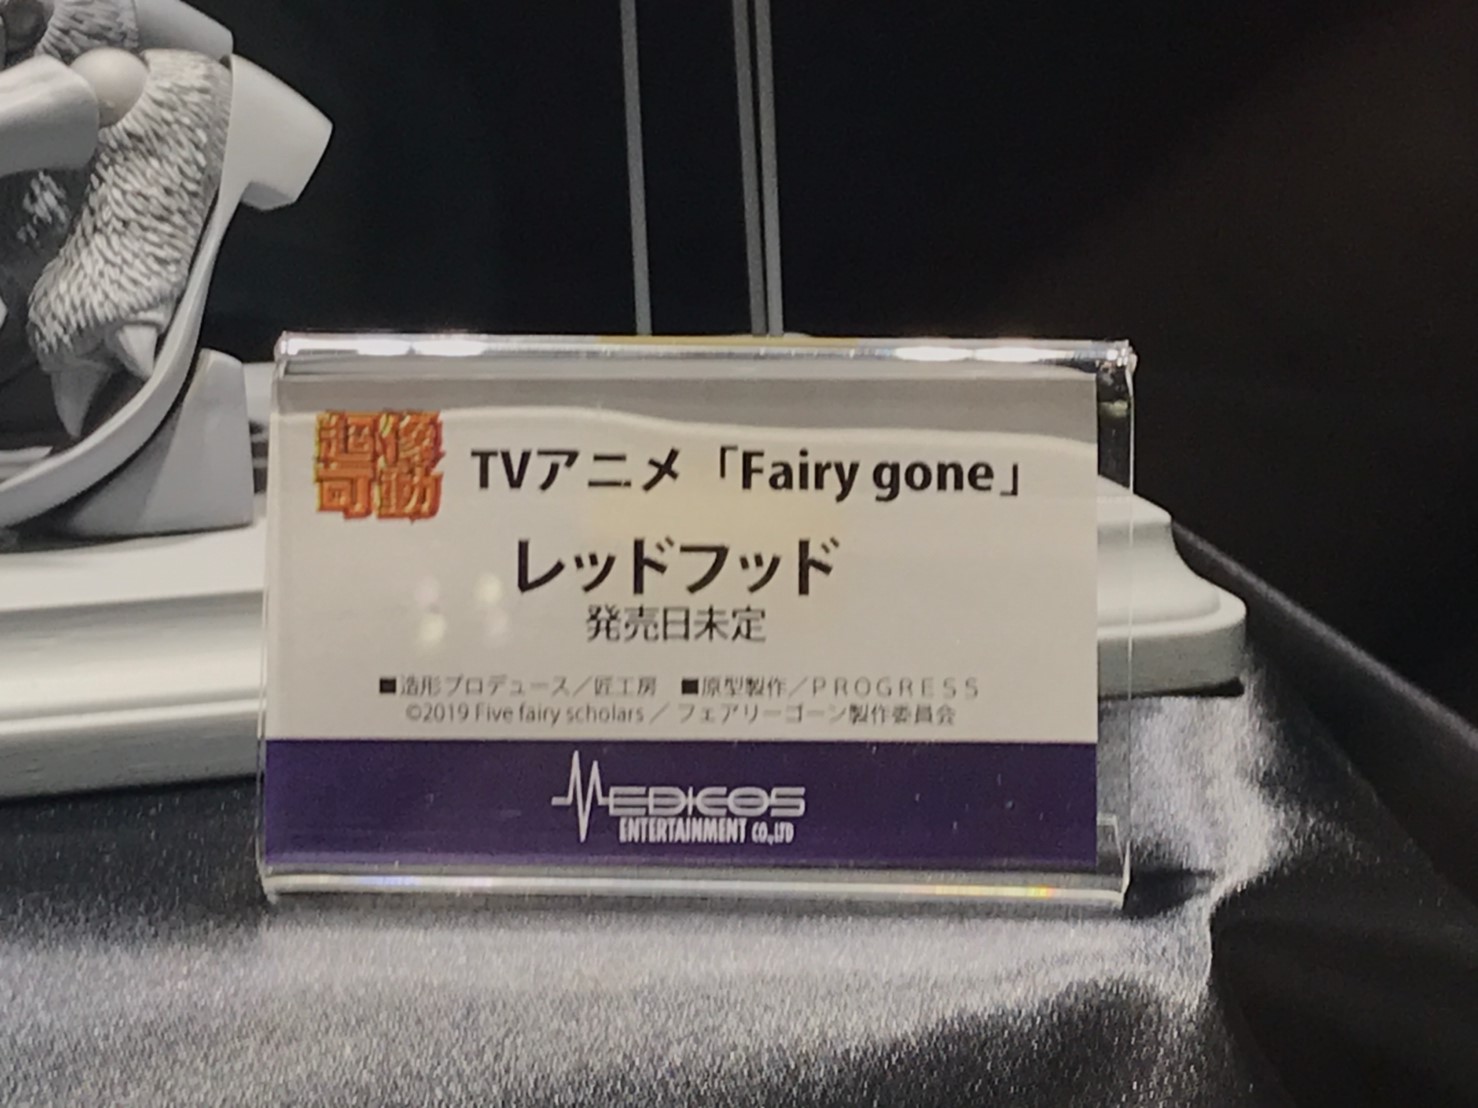 超像可動
TVアニメ「Fairy gone」
レッドフッド
発売日未定
■造形プロデュース／匠工房 ■原型製作／PROGRESS
©2019 Five fairy scholars／フェアリーゴーン製作委員会
MEDICOS
ENTERTAINMENT CO.,LTD